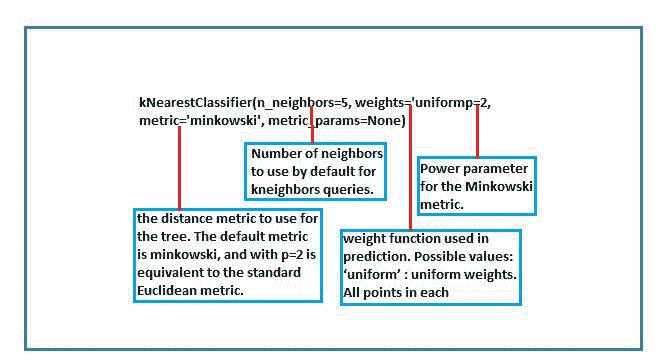 kNearestClassifier(n_neighbors=5, weights='uniformp=2,
metric='minkowski', metric_params=None)
Number of neighbors
to use by default for
kneighbors queries.
Power parameter
for the Minkowski
metric.
the distance metric to use for
the tree. The default metric
is minkowski, and with p=2 is
equivalent to the standard
Euclidean metric.
weight function used in
prediction. Possible values:
‘uniform’ : uniform weights.
All points in each